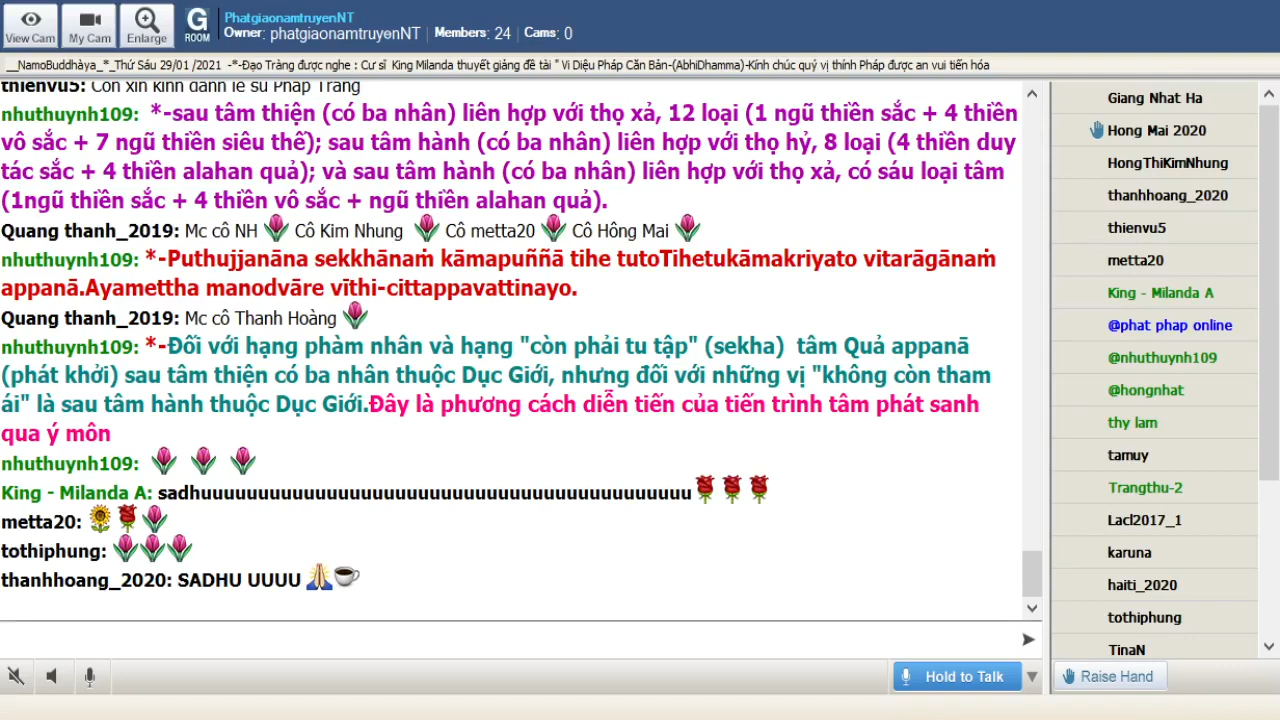 View Cam
My Cam
Enlarge
G
ROOM
PhatgiaonamtruyenNT
Owner: phatgiaonamtruyenNT | Members: 24 | Cams: 0
__NamoBuddhàya_*_Thứ Sáu 29/01 /2021 -*-Đạo Tràng được nghe : Cư sĩ King Milanda thuyết giảng đề tài " Vi Diệu Pháp Căn Bản-(AbhiDhamma)-Kính chúc quý vị thính Pháp được an vui tiến hóa
thienvu5: Con xin kính đảnh lễ sư Pháp Trang
nhuthuynh109: *-sau tâm thiện (có ba nhân) liên hợp với thọ xả, 12 loại (1 ngũ thiền sắc + 4 thiền
vô sắc + 7 ngũ thiền siêu thế); sau tâm hành (có ba nhân) liên hợp với thọ hỷ, 8 loại (4 thiền duy
tác sắc + 4 thiền alahan quả); và sau tâm hành (có ba nhân) liên hợp với thọ xả, có sáu loại tâm
(1ngũ thiền sắc + 4 thiền vô sắc + ngũ thiền alahan quả).
Quang thanh_2019: Mc cô NH Cô Kim Nhung Cô metta20 Cô Hông Mai
nhuthuynh109: *-Puthujjanāna sekkhānaṁ kāmapuññā tihe tutoTihetukāmakriyato vitarāgānaṁ
appanā.Ayamettha manodvāre vīthi-cittappavattinayo.
Quang thanh_2019: Mc cô Thanh Hoàng
nhuthuynh109: *-Đối với hạng phàm nhân và hạng "còn phải tu tập" (sekha) tâm Quả appanā
(phát khởi) sau tâm thiện có ba nhân thuộc Dục Giới, nhưng đối với những vị "không còn tham
ái" là sau tâm hành thuộc Dục Giới.Đây là phương cách diễn tiến của tiến trình tâm phát sanh
qua ý môn
nhuthuynh109:
King - Milanda A: sadhuuuuuuuuuuuuuuuuuuuuuuuuuuuuuuuuuuuuuuuuuuu
metta20:
tothiphung:
thanhhoang_2020: SADHU UUUU
Hold to Talk
Giang Nhat Ha
Hong Mai 2020
HongThiKimNhung
thanhhoang_2020
thienvu5
metta20
King - Milanda A
@phat phap online
@nhuthuynh109
@hongnhat
thy lam
tamuy
Trangthu-2
Lacl2017_1
karuna
haiti_2020
tothiphung
TinaN
Raise Hand